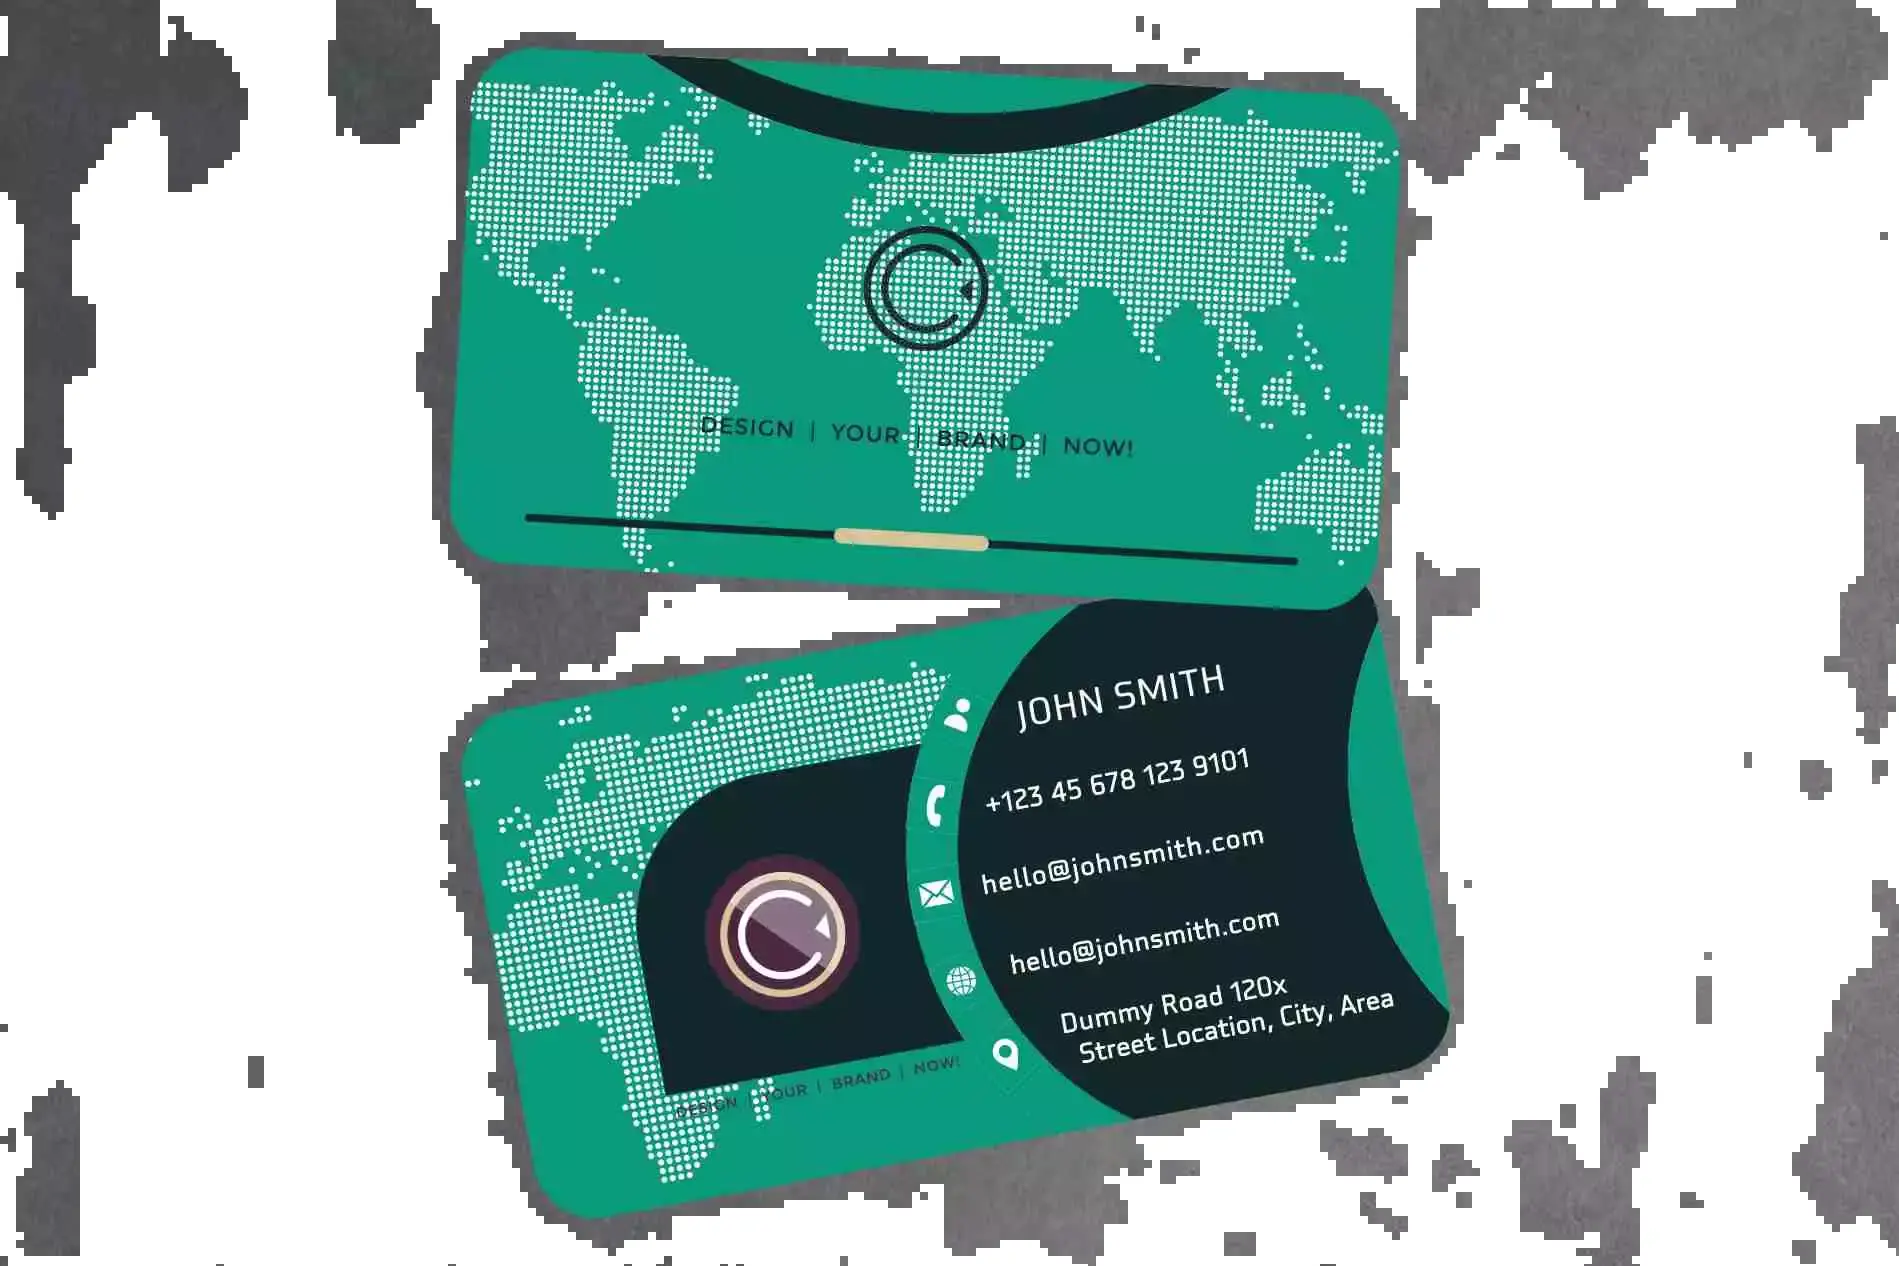 DESIGN | YOUR | BRAND | NOW!
JOHN SMITH
+123 45 678 123 9101
hello@johnsmith.com
hello@johnsmith.com
Dummy Road 120x
Street Location, City, Area
DESIGN | YOUR | BRAND | NOW!